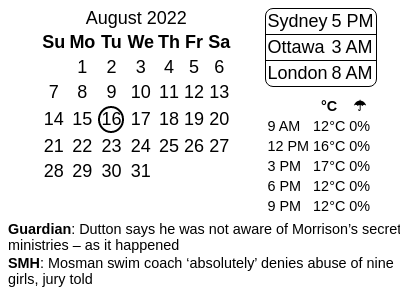 August 2022
Su Mo Tu We Th Fr Sa
1 2 3 4 5 6
7 8 9 10 11 12 13
14 15 16 17 18 19 20
21 22 23 24 25 26 27
28 29 30 31
Sydney 5 PM
Ottawa 3 AM
London 8 AM
°C ☂
9 AM 12°C 0%
12 PM 16°C 0%
3 PM 17°C 0%
6 PM 12°C 0%
9 PM 12°C 0%
Guardian: Dutton says he was not aware of Morrison’s secret
ministries – as it happened
SMH: Mosman swim coach ‘absolutely’ denies abuse of nine
girls, jury told